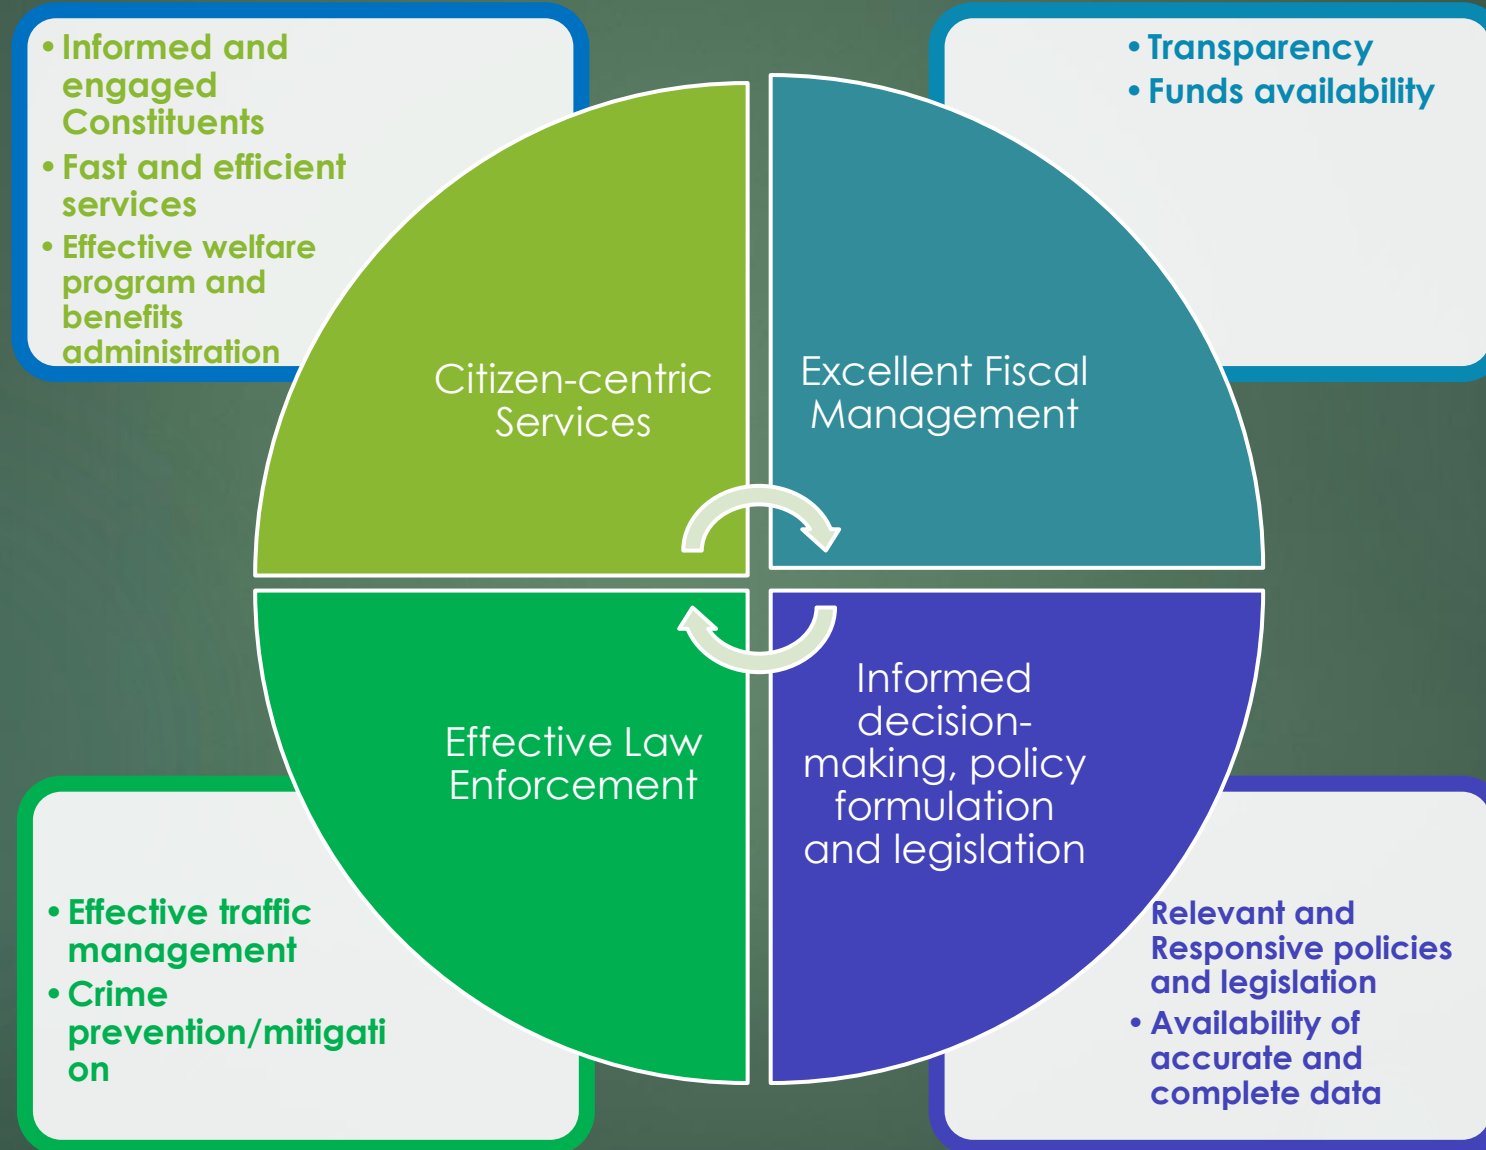 • Informed and
engaged
Constituents
• Fast and efficient
services
• Effective welfare
program and
benefits
administration
• Transparency
• Funds availability
Citizen-centric
Services
Excellent Fiscal
Management
Effective Law
Enforcement
Informed
decision-
making, policy
formulation
and legislation
• Effective traffic
management
• Crime
prevention/mitigati
on
Relevant and
Responsive policies
and legislation
• Availability of
accurate and
complete data